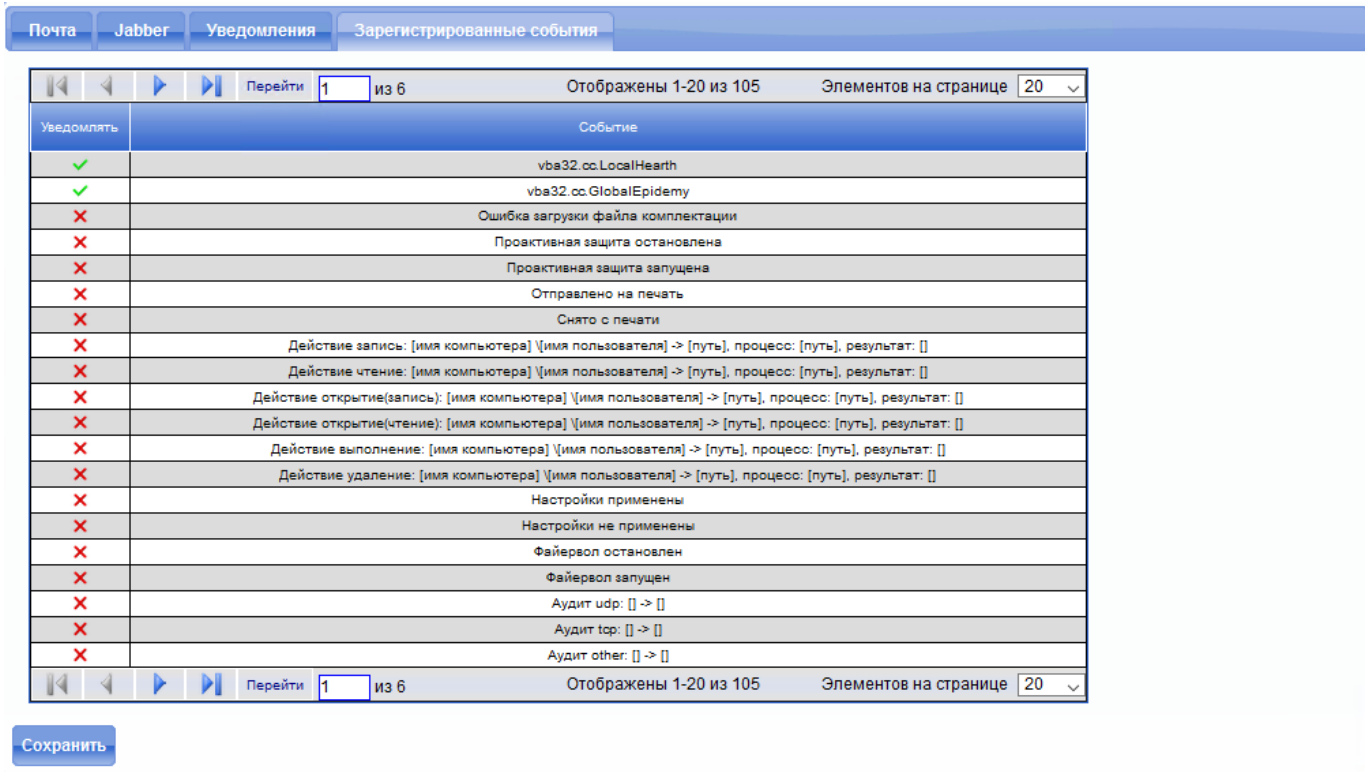 Почта Jabber Уведомления Зарегистрированные события
Перейти 1 из 6 Отображены 1-20 из 105 Элементов на странице 20
Уведомлять Событие
vba32.cc.LocalHearth
vba32.cc.GlobalEpidemy
Ошибка загрузки файла комплектации
Проактивная защита остановлена
Проактивная защита запущена
Отправлено на печать
Снято с печати
Действие запись: [имя компьютера] \[имя пользователя] -> [путь], процесс: [путь], результат: []
Действие чтение: [имя компьютера] \[имя пользователя] -> [путь], процесс: [путь], результат: []
Действие открытие(запись): [имя компьютера] \[имя пользователя] -> [путь], процесс: [путь], результат: []
Действие открытие(чтение): [имя компьютера] \[имя пользователя] -> [путь], процесс: [путь], результат: []
Действие выполнение: [имя компьютера] \[имя пользователя] -> [путь], процесс: [путь], результат: []
Действие удаление: [имя компьютера] \[имя пользователя] -> [путь], процесс: [путь], результат: []
Настройки применены
Настройки не применены
Файервол остановлен
Файервол запущен
Аудит udp: [] -> []
Аудит tcp: [] -> []
Аудит other: [] -> []
Перейти 1 из 6 Отображены 1-20 из 105 Элементов на странице 20
Сохранить